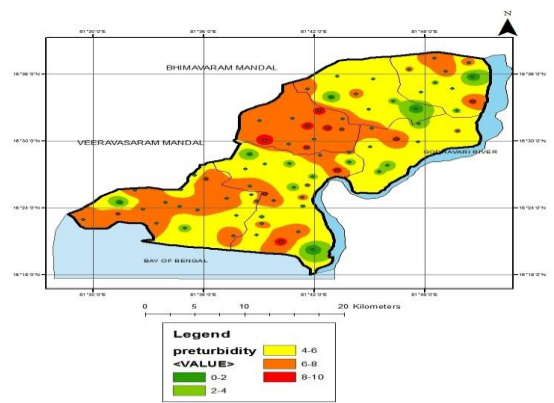 N
81°30'0"E 81°36'0"E 81°42'0"E 81°48'0"E
BHIMAVARAM MANDAL
16°36'0"N 16°36'0"N
VEERAVASARAM MANDAL
16°30'0"N 16°30'0"N
GODHAVARI RIVER
16°24'0"N 16°24'0"N
BAY OF BENGAL
16°18'0"N 16°18'0"N
81°30'0"E 81°36'0"E 81°42'0"E 81°48'0"E
0 5 10 20 Kilometers
Legend
preturbidity
<VALUE>
0-2
2-4
4-6
6-8
8-10